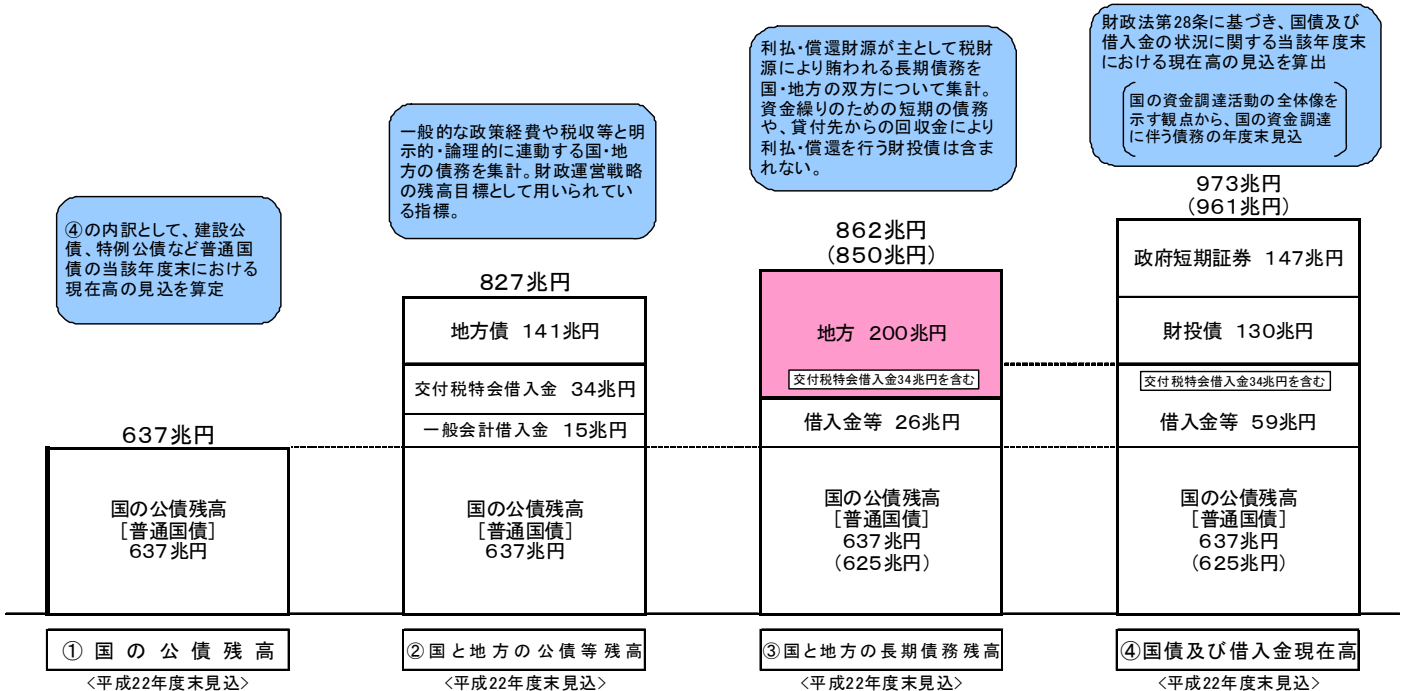 ④の内訳として、建設公
債、特例公債など普通国
債の当該年度末における
現在高の見込を算定
637兆円
国の公債残高
[普通国債]
637兆円
①国の公債残高
<平成22年度末見込>
一般的な政策経費や税収等と明
示的・論理的に連動する国・地
方の債務を集計。財政運営戦略
の残高目標として用いられてい
る指標。
827兆円
地方債 141兆円
交付税特会借入金 34兆円
一般会計借入金 15兆円
国の公債残高
[普通国債]
637兆円
②国と地方の公債等残高
<平成22年度末見込>
利払・償還財源が主として税財
源により賄われる長期債務を
国・地方の双方について集計。
資金繰りのための短期の債務
や、貸付先からの回収金により
利払・償還を行う財投債は含ま
れない。
862兆円
(850兆円)
地方 200兆円
交付税特会借入金34兆円を含む
借入金等 26兆円
国の公債残高
[普通国債]
637兆円
(625兆円)
③国と地方の長期債務残高
<平成22年度末見込>
財政法第28条に基づき、国債及び
借入金の状況に関する当該年度末
における現在高の見込を算出
国の資金調達活動の全体像を
示す観点から、国の資金調達
に伴う債務の年度末見込
973兆円
(961兆円)
政府短期証券 147兆円
財投債 130兆円
交付税特会借入金34兆円を含む
借入金等 59兆円
国の公債残高
[普通国債]
637兆円
(625兆円)
④国債及び借入金現在高
<平成22年度末見込>